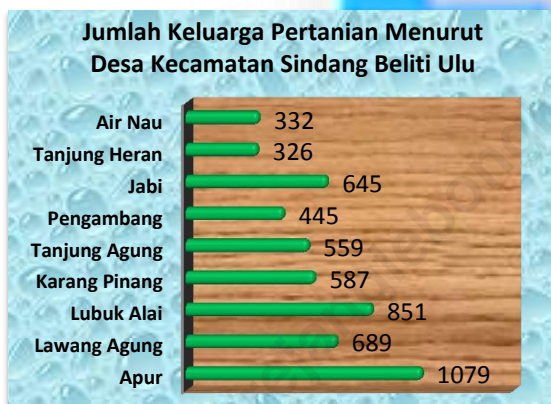 Jumlah Keluarga Pertanian Menurut
Desa Kecamatan Sindang Beliti Ulu
Air Nau 332
Tanjung Heran 326
Jabi 645
Pengambang 445
Tanjung Agung 559
Karang Pinang 587
Lubuk Alai 851
Lawang Agung 689
Apur 1079